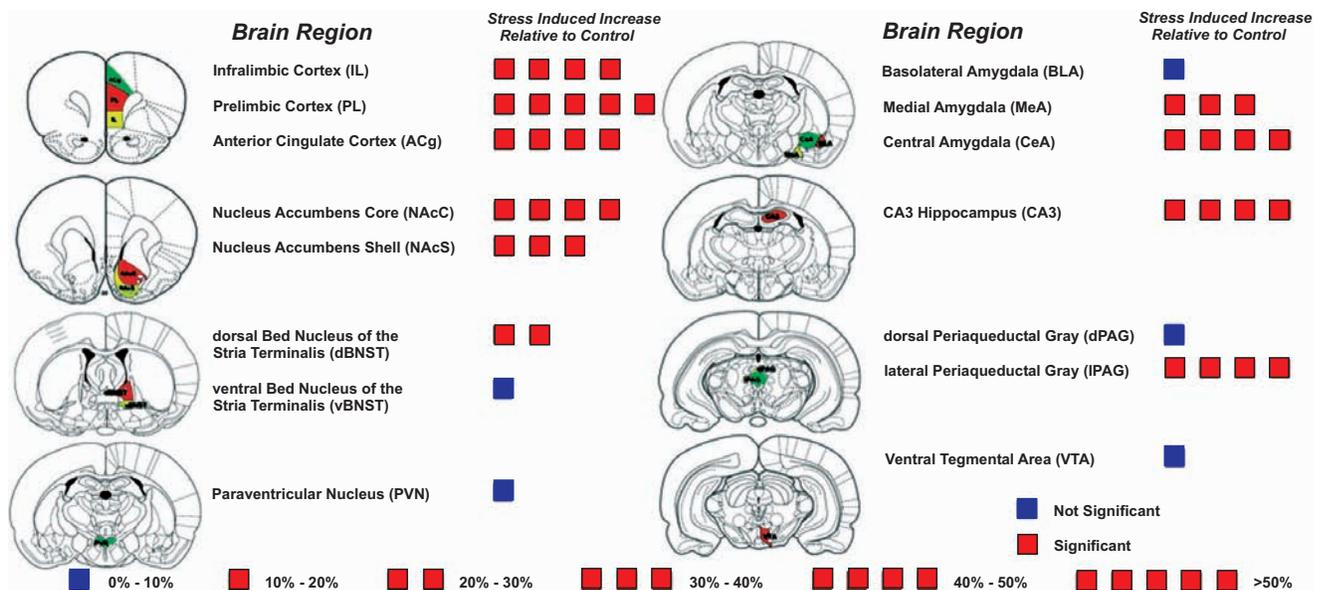 Brain Region
Stress Induced Increase
Relative to Control
Infralimbic Cortex (IL)
Prelimbic Cortex (PL)
Anterior Cingulate Cortex (ACg)
Nucleus Accumbens Core (NAcC)
Nucleus Accumbens Shell (NAcS)
dorsal Bed Nucleus of the
Stria Terminalis (dBNST)
ventral Bed Nucleus of the
Stria Terminalis (vBNST)
Paraventricular Nucleus (PVN)
Brain Region
Stress Induced Increase
Relative to Control
Basolateral Amygdala (BLA)
Medial Amygdala (MeA)
Central Amygdala (CeA)
CA3 Hippocampus (CA3)
dorsal Periaqueductal Gray (dPAG)
lateral Periaqueductal Gray (lPAG)
Ventral Tegmental Area (VTA)
Not Significant
Significant
0% - 10%
10% - 20%
20% - 30%
30% - 40%
40% - 50%
>50%